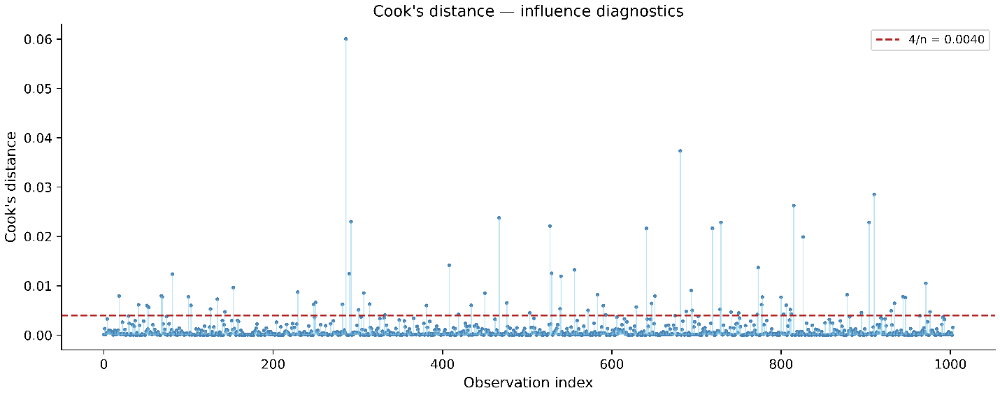 Cook's distance — influence diagnostics
4/n = 0.0040
Cook's distance
0.06
0.05
0.04
0.03
0.02
0.01
0.00
0 200 400 600 800 1000
Observation index